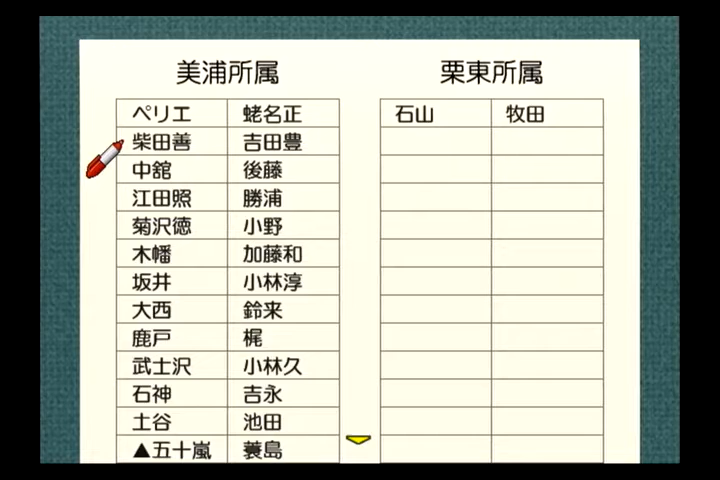 美浦所属 栗東所属
ペリエ 蛯名正 石山 牧田
柴田善 吉田豊
中舘 後藤
江田照 勝浦
菊沢徳 小野
木幡 加藤和
坂井 小林淳
大西 鈴来
鹿戸 梶
武士沢 小林久
石神 吉永
土谷 池田
▲五十嵐 蓑島